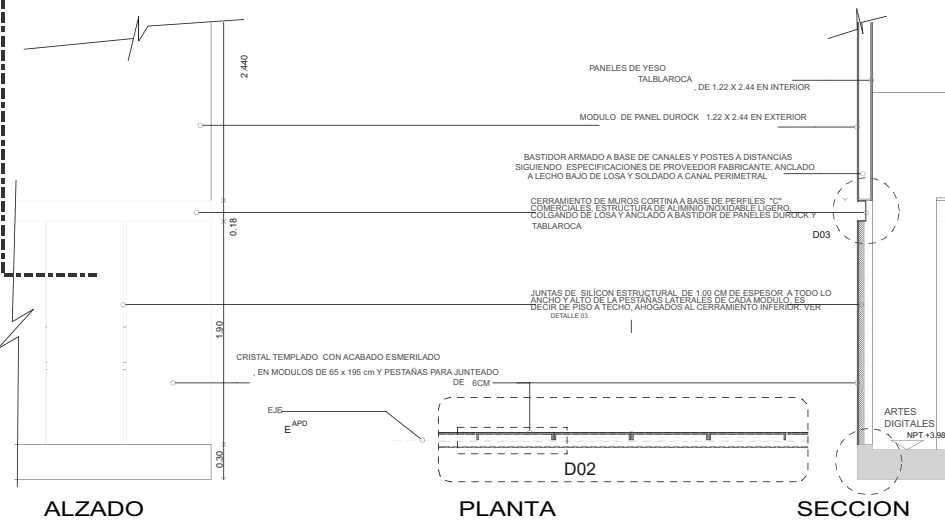 2.440
PANELES DE YESO
TALBLAROCA
, DE 1.22 X 2.44 EN INTERIOR
MODULO DE PANEL DUROCK 1.22 X 2.44 EN EXTERIOR
BASTIDOR ARMADO A BASE DE CANALES Y POSTES A DISTANCIAS
SIGUIENDO ESPECIFICACIONES DE PROVEEDOR FABRICANTE, ANCLADO
A LECHO BAJO DE LOSA Y SOLDADO A CANAL PERIMETRAL
CERRAMIENTO DE MUROS CORTINA A BASE DE PERFILES "C"
COMERCIALES, ESTRUCTURA DE ALIMINIO INOXIDABLE LIGERO,
COLGANDO DE LOSA Y ANCLADO A BASTIDOR DE PANELES DUROCK Y
TABLAROCA
0.18
D03
JUNTAS DE SILÍCON ESTRUCTURAL DE 1.00 CM DE ESPESOR A TODO LO
ANCHO Y ALTO DE LA PESTAÑAS LATERALES DE CADA MODULO, ES
DECIR DE PISO A TECHO, AHOGADOS AL CERRAMIENTO INFERIOR. VER
DETALLE 03
1.90
CRISTAL TEMPLADO CON ACABADO ESMERILADO
, EN MODULOS DE 65 x 195 cm Y PESTAÑAS PARA JUNTEADO
DE 6CM
EJE
E APD
ARTES
DIGITALES
NPT +3.98
0.30
D02
ALZADO
PLANTA
SECCION